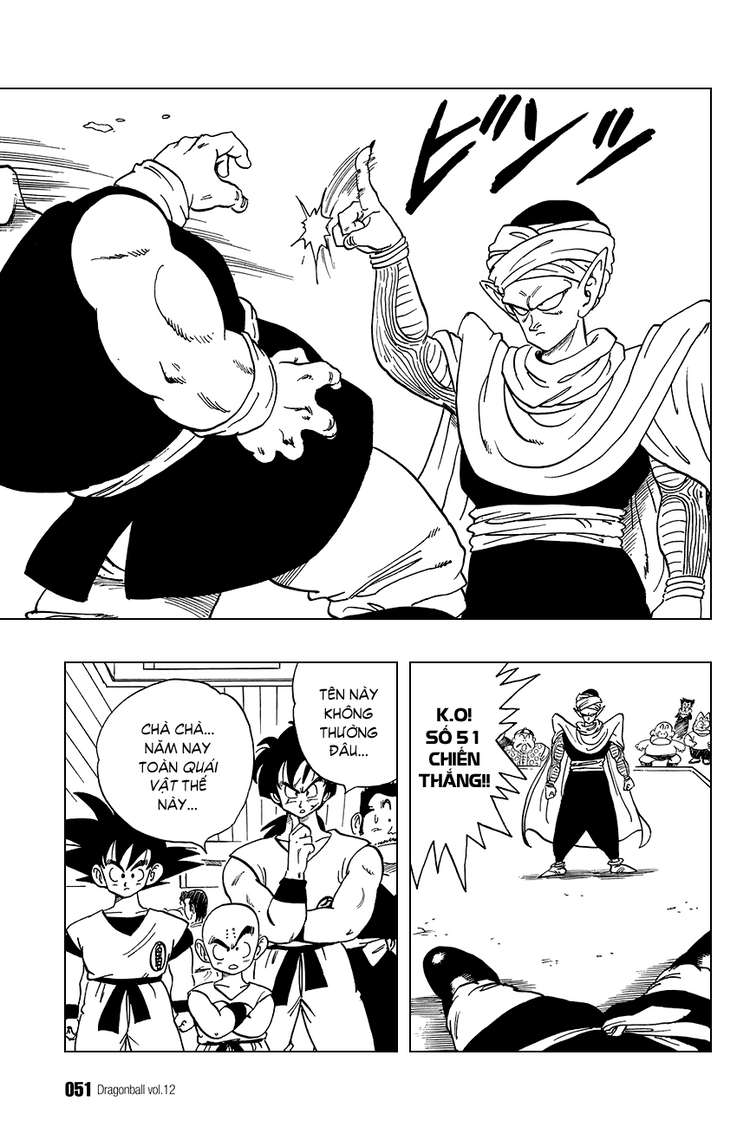 ビンッ
TÊN NÀY
KHÔNG
THƯỜNG
ĐÂU...
CHÀ CHÀ...
NĂM NAY
TOÀN QUÁI
VẬT THẾ
NÀY...
K.O!
SỐ 51
CHIẾN
THẮNG!!
051 Dragonball vol.12